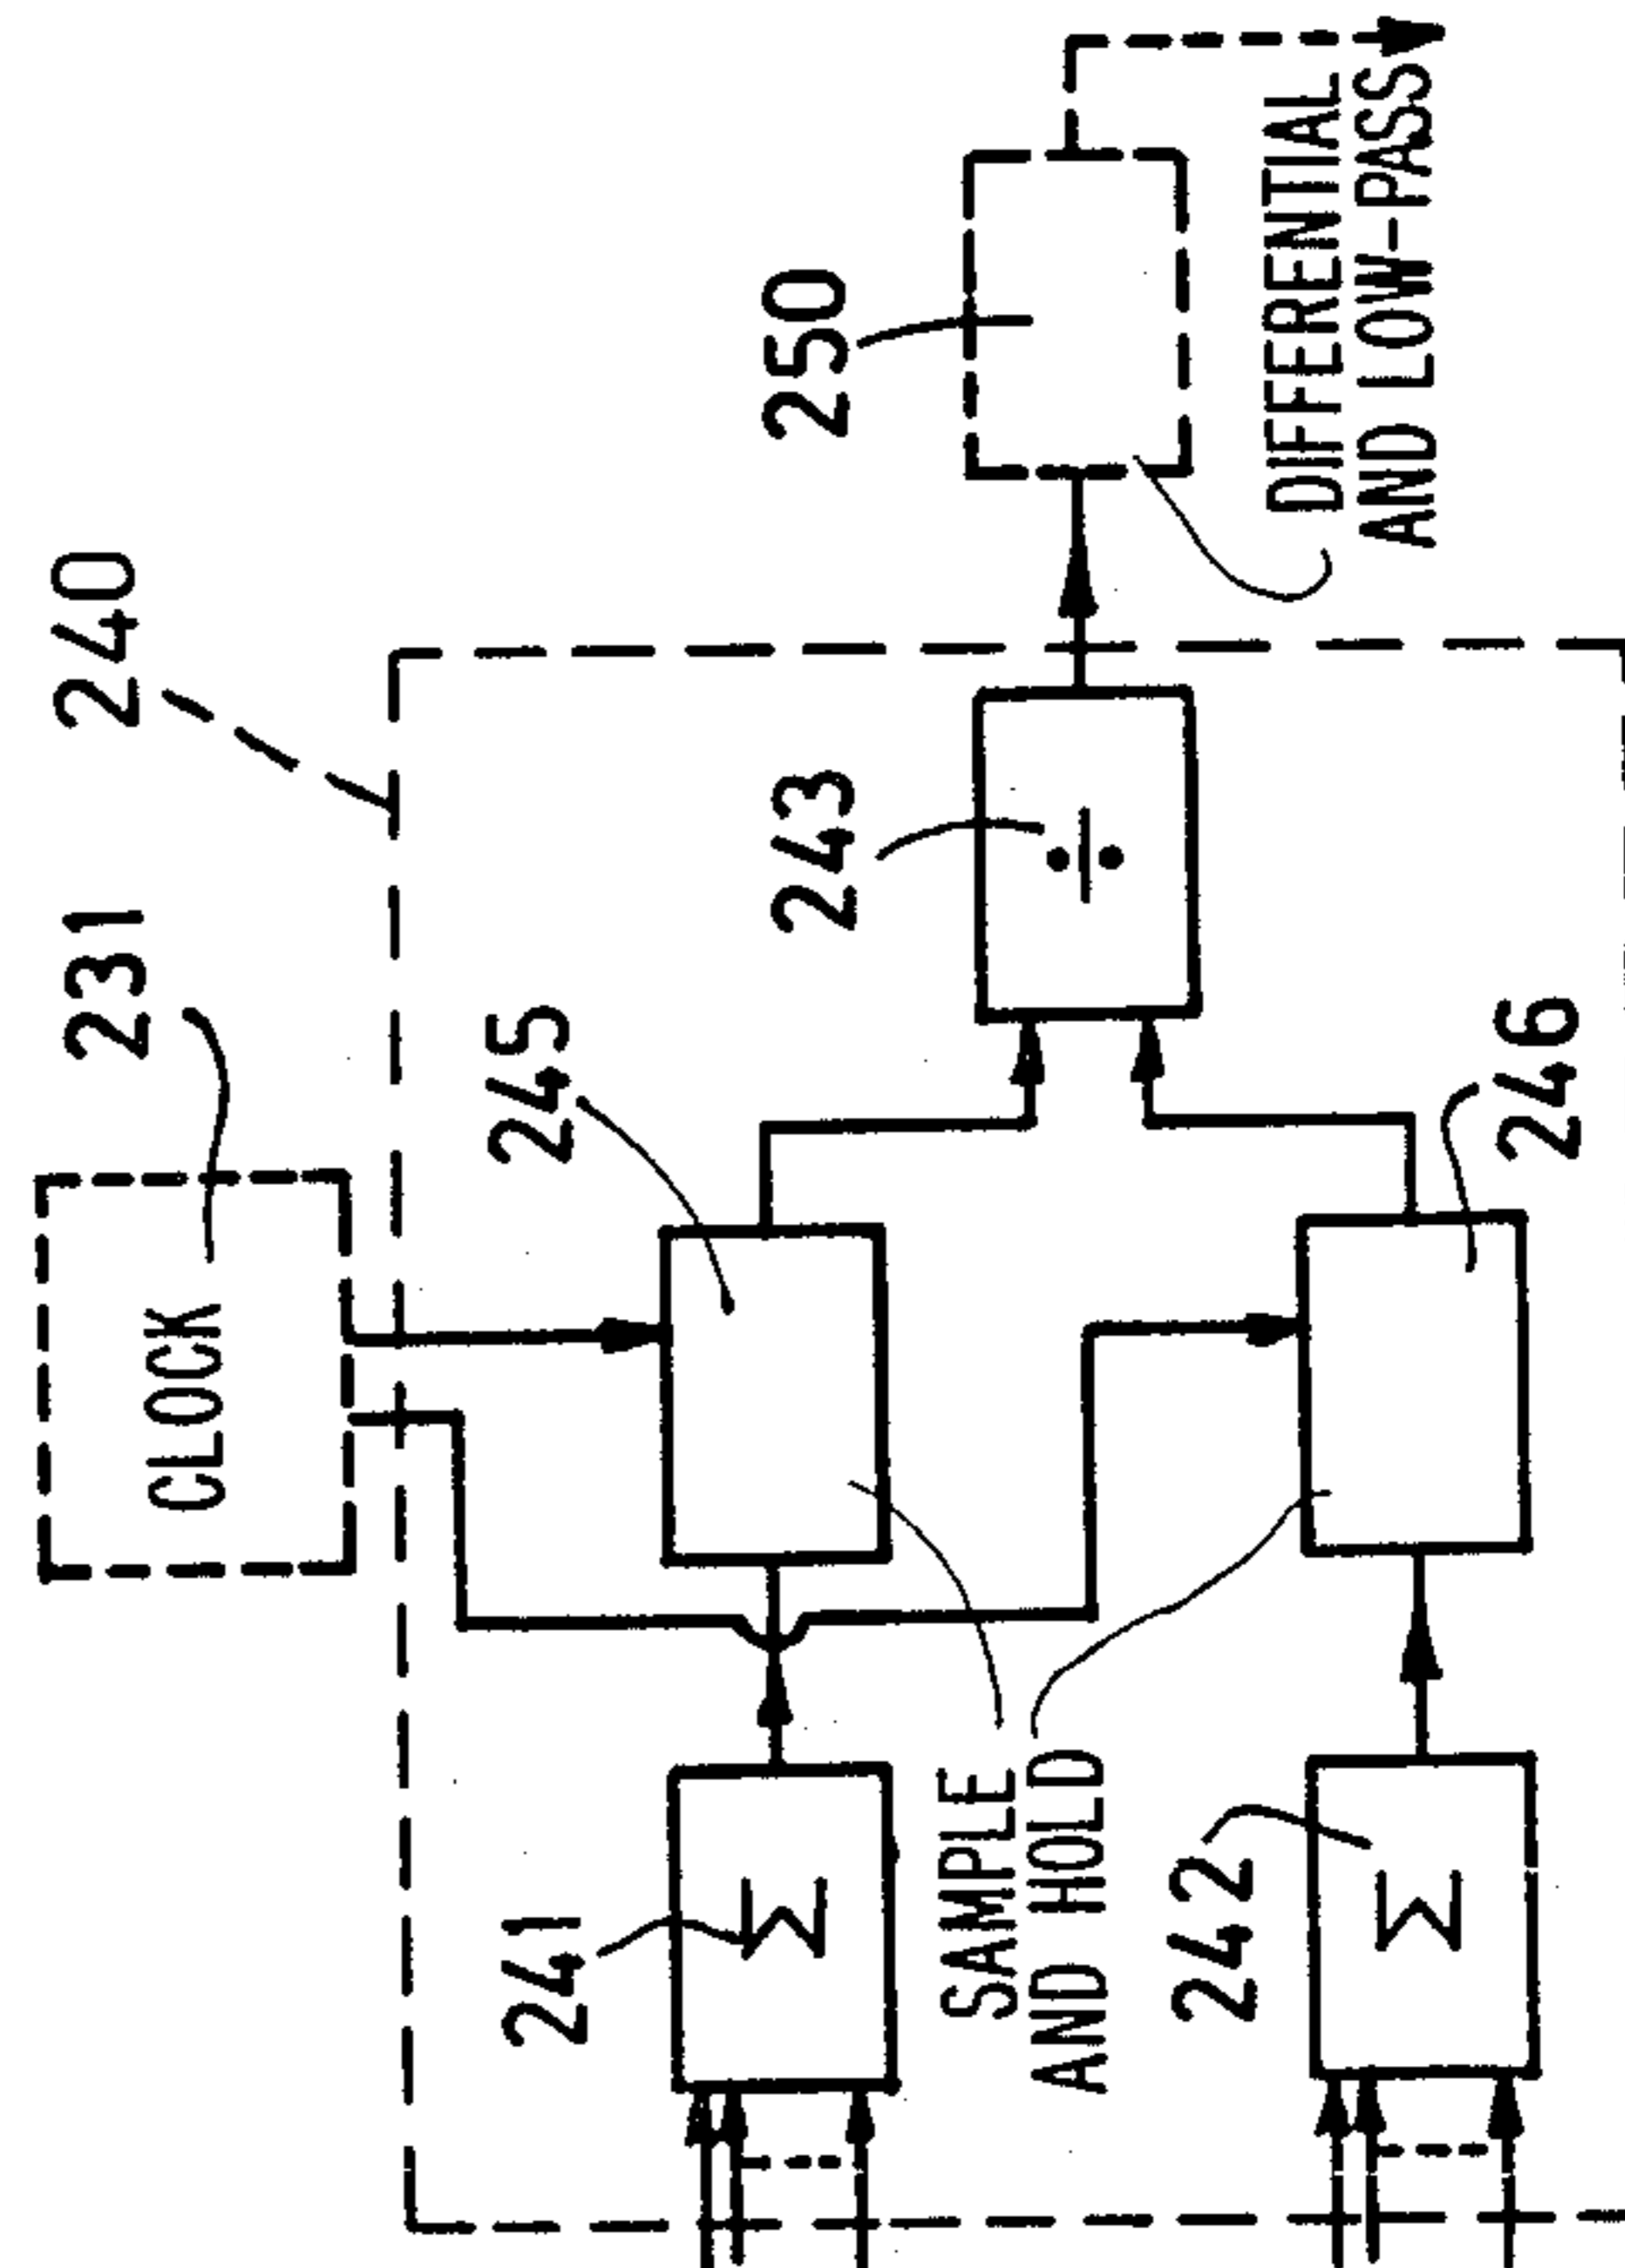 240
231
CLOCK
245
241
Σ
250
243
÷
SAMPLE
AND HOLD
DIFFERENTIAL
AND LOW-PASS
242
Σ
246